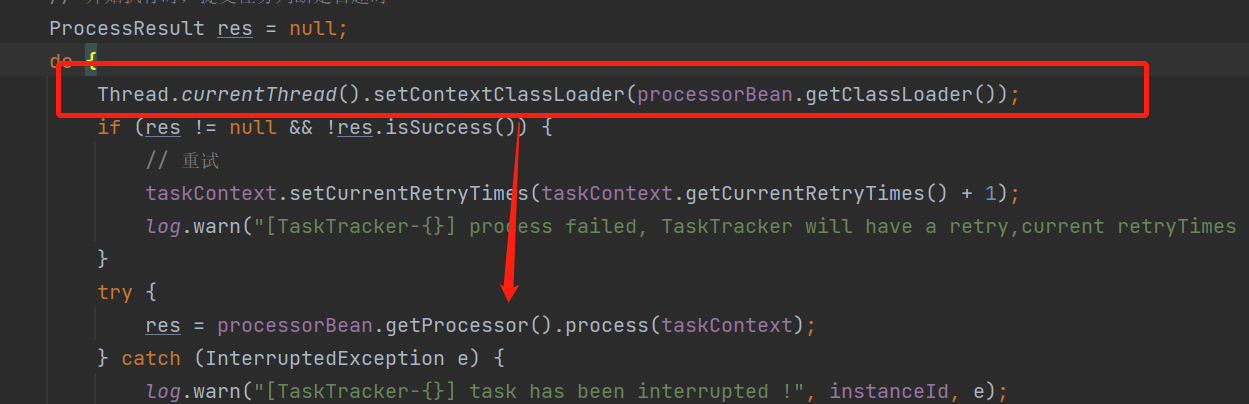 ProcessResult res = null;
do {
Thread.currentThread().setContextClassLoader(processorBean.getClassLoader());
if (res != null && !res.isSuccess()) {
// 重试
taskContext.setCurrentRetryTimes(taskContext.getCurrentRetryTimes() + 1);
log.warn("[TaskTracker-{}] process failed, TaskTracker will have a retry,current retryTimes
}
try {
res = processorBean.getProcessor().process(taskContext);
} catch (InterruptedException e) {
log.warn("[TaskTracker-{}] task has been interrupted !", instanceId, e);